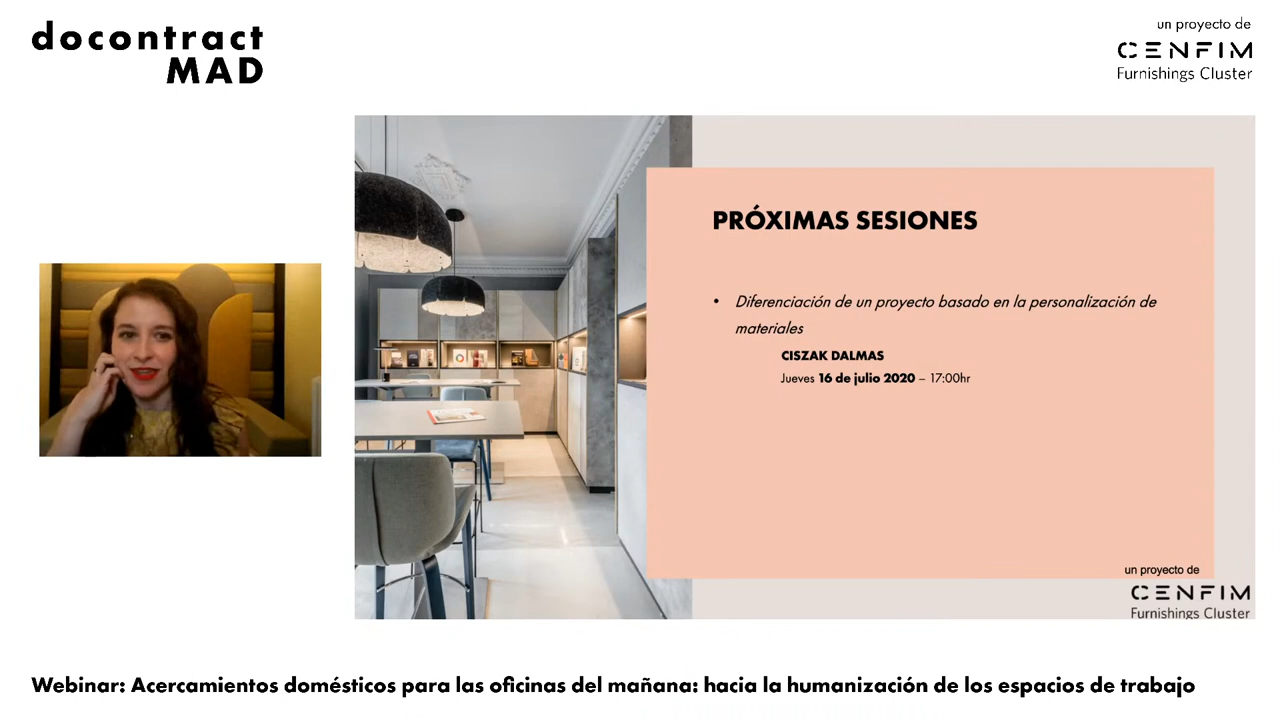 docontract
MAD
un proyecto de
CENFIM
Furnishings Cluster
PRÓXIMAS SESIONES
• Diferenciación de un proyecto basado en la personalización de
materiales
CISZAK DALMAS
Jueves 16 de julio 2020 – 17:00hr
un proyecto de
CENFIM
Furnishings Cluster
Webinar: Acercamientos domésticos para las oficinas del mañana: hacia la humanización de los espacios de trabajo